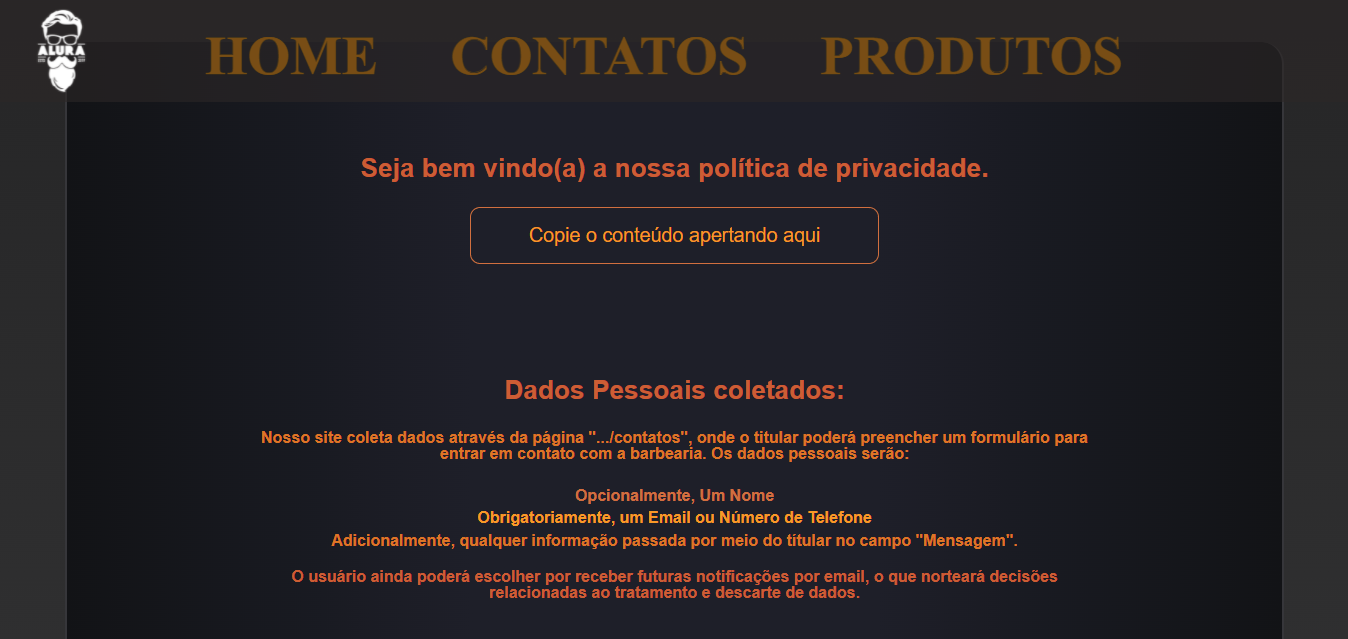 ALURA
HOME CONTATOS PRODUTOS
Seja bem vindo(a) a nossa política de privacidade.
Copie o conteúdo apertando aqui
Dados Pessoais coletados:
Nosso site coleta dados através da página ".../contatos", onde o titular poderá preencher um formulário para
entrar em contato com a barbearia. Os dados pessoais serão:
Opcionalmente, Um Nome
Obrigatoriamente, um Email ou Número de Telefone
Adicionalmente, qualquer informação passada por meio do titular no campo "Mensagem".
O usuário ainda poderá escolher por receber futuras notificações por email, o que norteará decisões
relacionadas ao tratamento e descarte de dados.